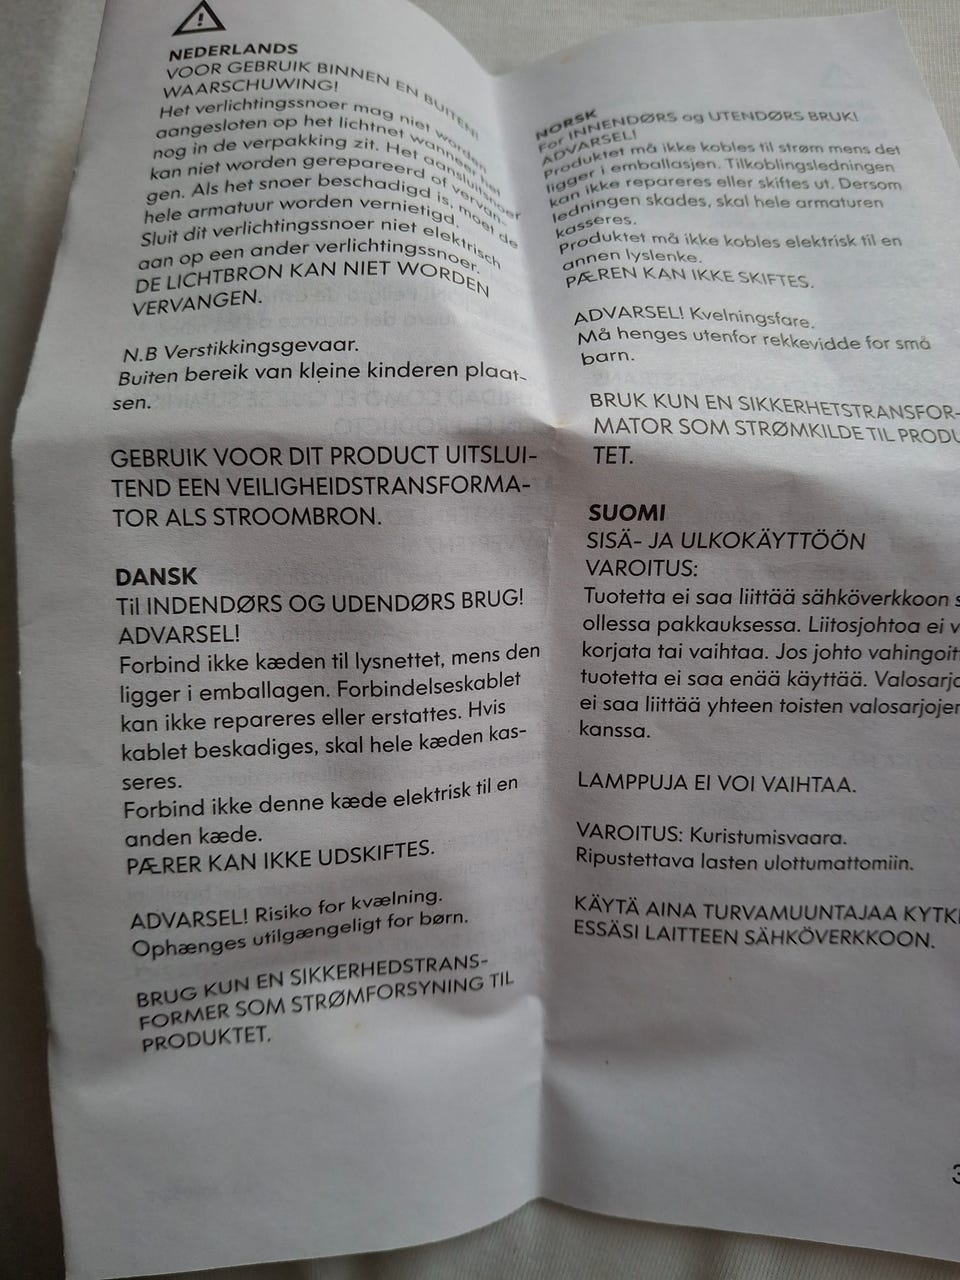 NEDERLANDS
VOOR GEBRUIK BINNEN EN BUITEN!
WAARSCHUWING!
Het verlichtingssnoer mag niet worden
aangesloten op het lichtnet wanneer het
nog in de verpakking zit. Het aansluitsnoer
kan niet worden gerepareerd of vervan-
gen. Als het snoer beschadigd is, moet de
hele armatuur worden vernietigd.
Sluit dit verlichtingssnoer niet elektrisch
aan op een ander verlichtingssnoer.
DE LICHTBRON KAN NIET WORDEN
VERVANGEN.
N.B Verstikkingsgevaar.
Buiten bereik van kleine kinderen plaat-
sen.
GEBRUIK VOOR DIT PRODUCT UITSLUI-
TEND EEN VEILIGHEIDSTRANSFORMA-
TOR ALS STROOMBRON.
DANSK
Til INDENDØRS OG UDENDØRS BRUG!
ADVARSEL!
Forbind ikke kæden til lysnettet, mens den
ligger i emballagen. Forbindelseskablet
kan ikke repareres eller erstattes. Hvis
kablet beskadiges, skal hele kæden kas-
seres.
Forbind ikke denne kæde elektrisk til en
anden kæde.
PÆRER KAN IKKE UDSKIFTES.
ADVARSEL! Risiko for kvælning.
Ophænges utilgængeligt for børn.
BRUG KUN EN SIKKERHEDSTRANS-
FORMER SOM STRØMFORSYNING TIL
PRODUKTET.
NORSK
For INNENDØRS og UTENDØRS BRUK!
ADVARSEL!
Produktet må ikke kobles til strøm mens det
ligger i emballasjen. Tilkoblingsledningen
kan ikke repareres eller skiftes ut. Dersom
ledningen skades, skal hele armaturen
kasseres.
Produktet må ikke kobles elektrisk til en
annen lyslenke.
PÆREN KAN IKKE SKIFTES.
ADVARSEL! Kvelningsfare.
Må henges utenfor rekkevidde for små
barn.
BRUK KUN EN SIKKERHETSTRANSFOR-
MATOR SOM STRØMKILDE TIL PRODU
TET.
SUOMI
SISÄ- JA ULKOKÄYTTÖÖN
VAROITUS:
Tuotetta ei saa liittää sähköverkkoon s
ollessa pakkauksessa. Liitosjohtoa ei v
korjata tai vaihtaa. Jos johto vahingoit
tuotetta ei saa enää käyttää. Valosarja
ei saa liittää yhteen toisten valosarjojen
kanssa.
LAMPPUJA EI VOI VAIHTAA.
VAROITUS: Kuristumisvaara.
Ripustettava lasten ulottumattomiin.
KÄYTÄ AINA TURVAMUUNTAJAA KYTK
ESSÄSI LAITTEEN SÄHKÖVERKKOON.
3